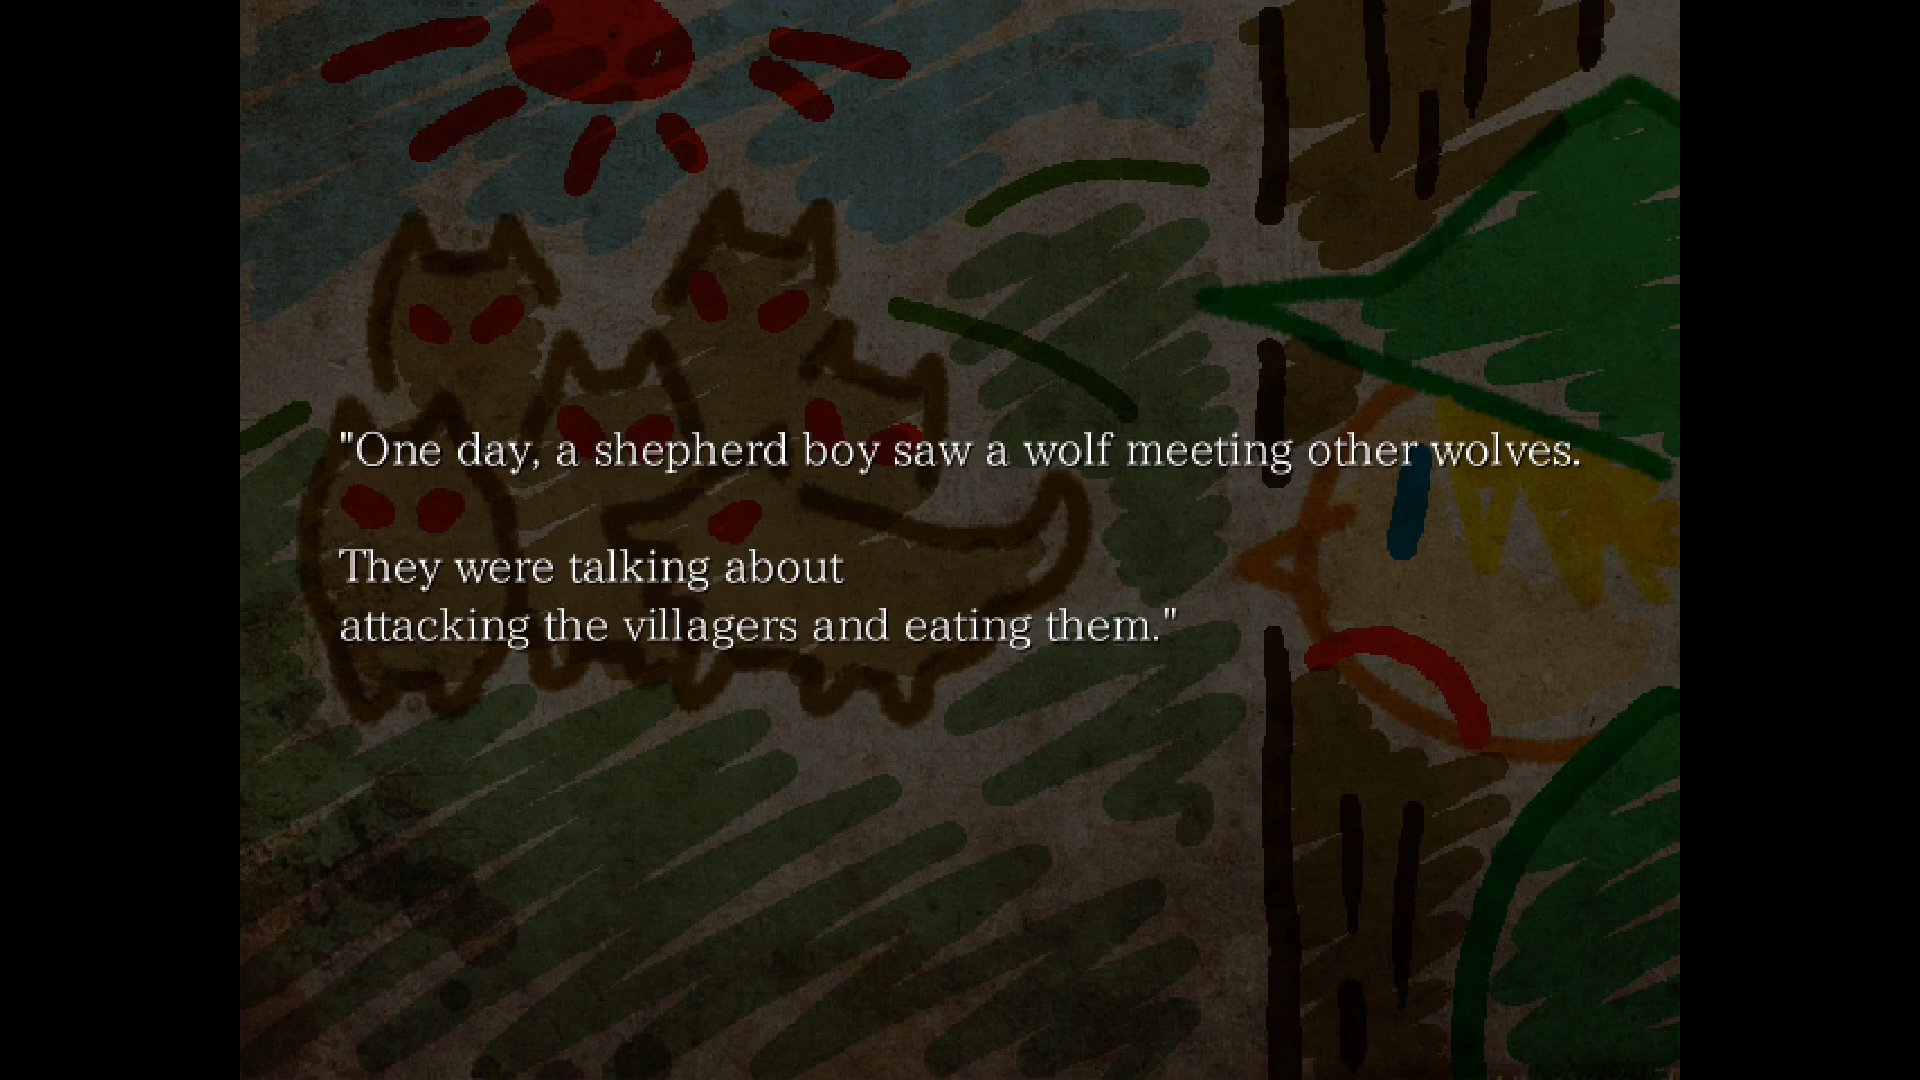 "One day, a shepherd boy saw a wolf meeting other wolves.
They were talking about
attacking the villagers and eating them."